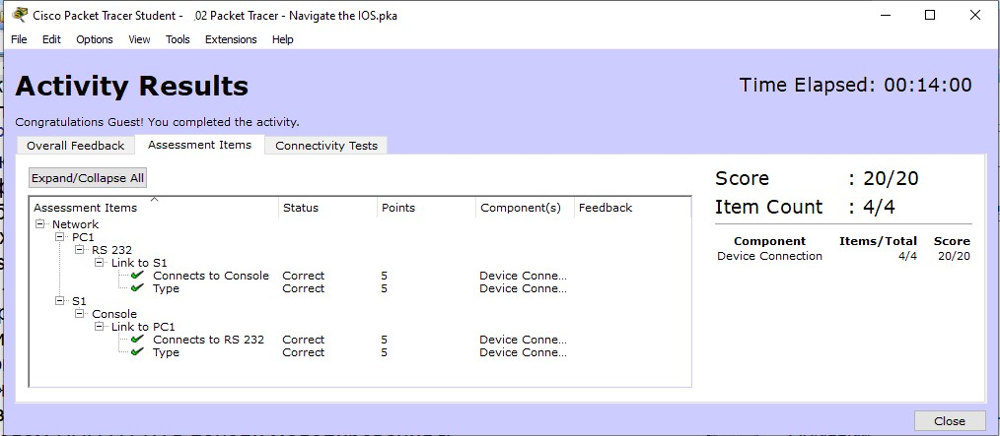 Cisco Packet Tracer Student - .02 Packet Tracer - Navigate the IOS.pka
File Edit Options View Tools Extensions Help
Activity Results
Time Elapsed: 00:14:00
Congratulations Guest! You completed the activity.
Overall Feedback Assessment Items Connectivity Tests
Expand/Collapse All
Score : 20/20
Item Count : 4/4
Component Items/Total Score
Device Connection 4/4 20/20
Assessment Items Status Points Component(s) Feedback
Network
PC1
RS 232
Link to S1
Connects to Console Correct 5 Device Conne...
Type Correct 5 Device Conne...
S1
Console
Link to PC1
Connects to RS 232 Correct 5 Device Conne...
Type Correct 5 Device Conne...
Close